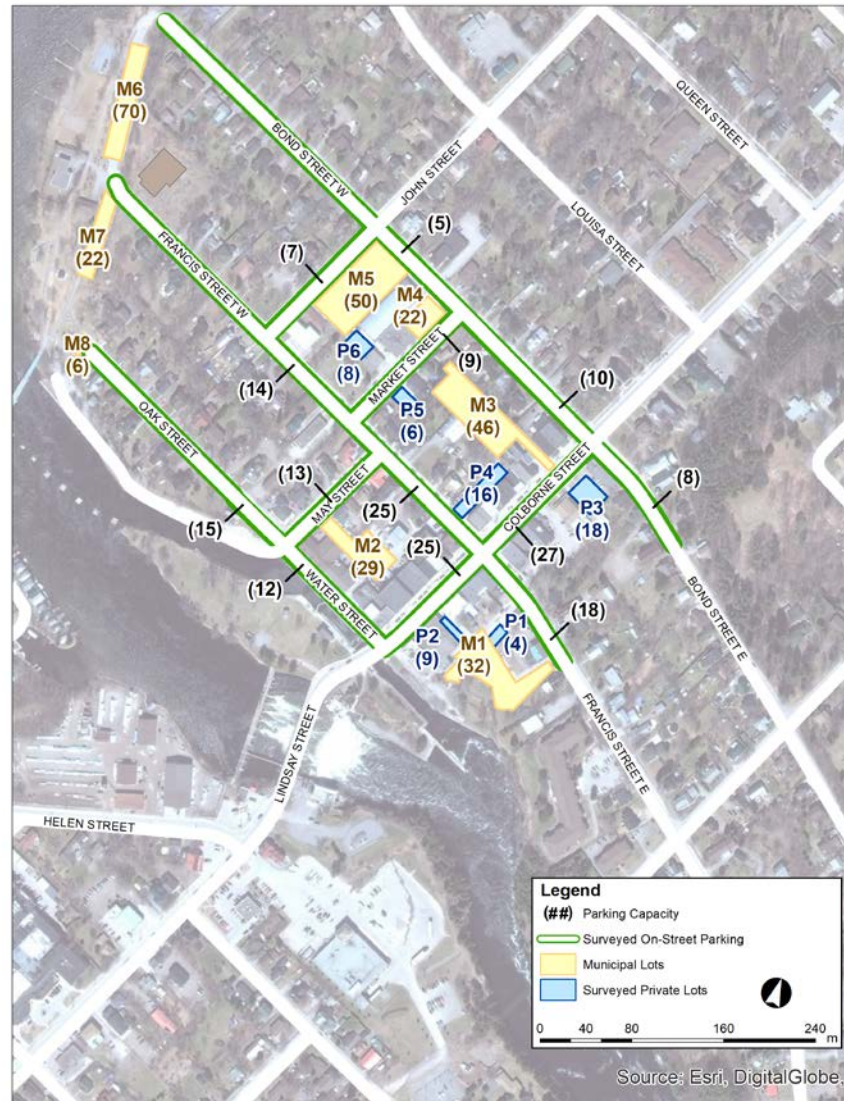 M6
(70)
BOND STREET W
JOHN STREET
QUEEN STREET
LOUISA STREET
(5)
M7
(22)
FRANCIS STREET W
(7)
M5
(50)
M4
(22)
M8
(6)
P6
(8)
MARKET STREET
(9)
(14)
(10)
OAK STREET
P5
(6)
M3
(46)
(13)
MAY STREET
P4
(16)
COLBORNE STREET
(8)
(15)
(25)
P3
(18)
M2
(29)
(25)
(27)
(12)
WATER STREET
(18)
P2
(9)
M1
(32)
P1
(4)
BOND STREET E
FRANCIS STREET E
LINDSAY STREET
HELEN STREET
Legend
(##) Parking Capacity
Surveyed On-Street Parking
Municipal Lots
Surveyed Private Lots
0 40 80 160 240
m
Source: Esri, DigitalGlobe,